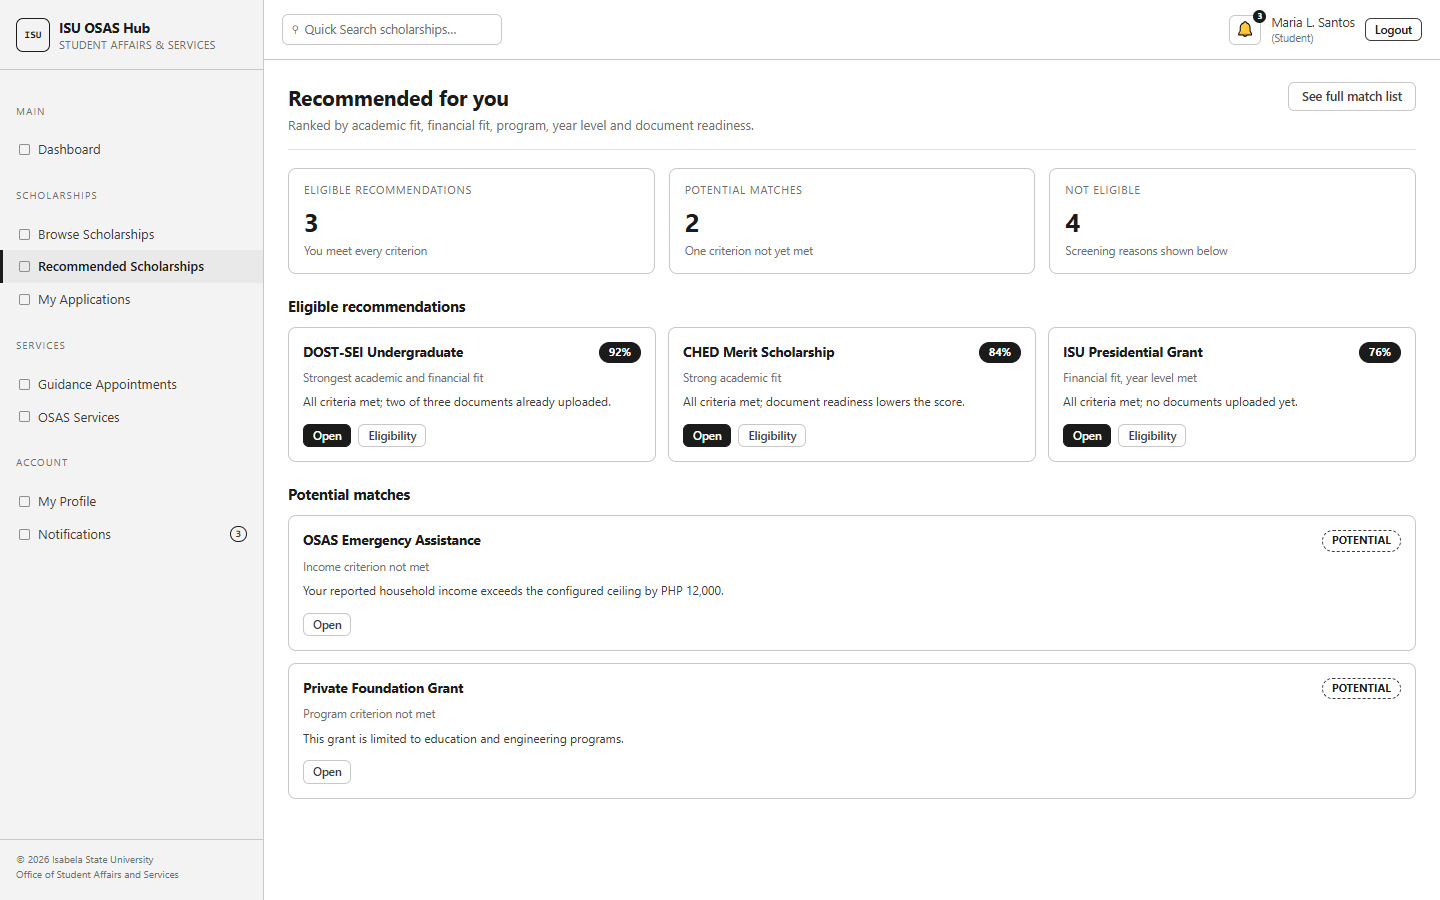 ISU
ISU OSAS Hub
STUDENT AFFAIRS & SERVICES
MAIN
Dashboard
SCHOLARSHIPS
Browse Scholarships
Recommended Scholarships
My Applications
SERVICES
Guidance Appointments
OSAS Services
ACCOUNT
My Profile
Notifications
3
© 2026 Isabela State University
Office of Student Affairs and Services
Quick Search scholarships...
3
Maria L. Santos
(Student)
Logout
Recommended for you
See full match list
Ranked by academic fit, financial fit, program, year level and document readiness.
ELIGIBLE RECOMMENDATIONS
3
You meet every criterion
POTENTIAL MATCHES
2
One criterion not yet met
NOT ELIGIBLE
4
Screening reasons shown below
Eligible recommendations
DOST-SEI Undergraduate
92%
Strongest academic and financial fit
All criteria met; two of three documents already uploaded.
Open
Eligibility
CHED Merit Scholarship
84%
Strong academic fit
All criteria met; document readiness lowers the score.
Open
Eligibility
ISU Presidential Grant
76%
Financial fit, year level met
All criteria met; no documents uploaded yet.
Open
Eligibility
Potential matches
OSAS Emergency Assistance
POTENTIAL
Income criterion not met
Your reported household income exceeds the configured ceiling by PHP 12,000.
Open
Private Foundation Grant
POTENTIAL
Program criterion not met
This grant is limited to education and engineering programs.
Open